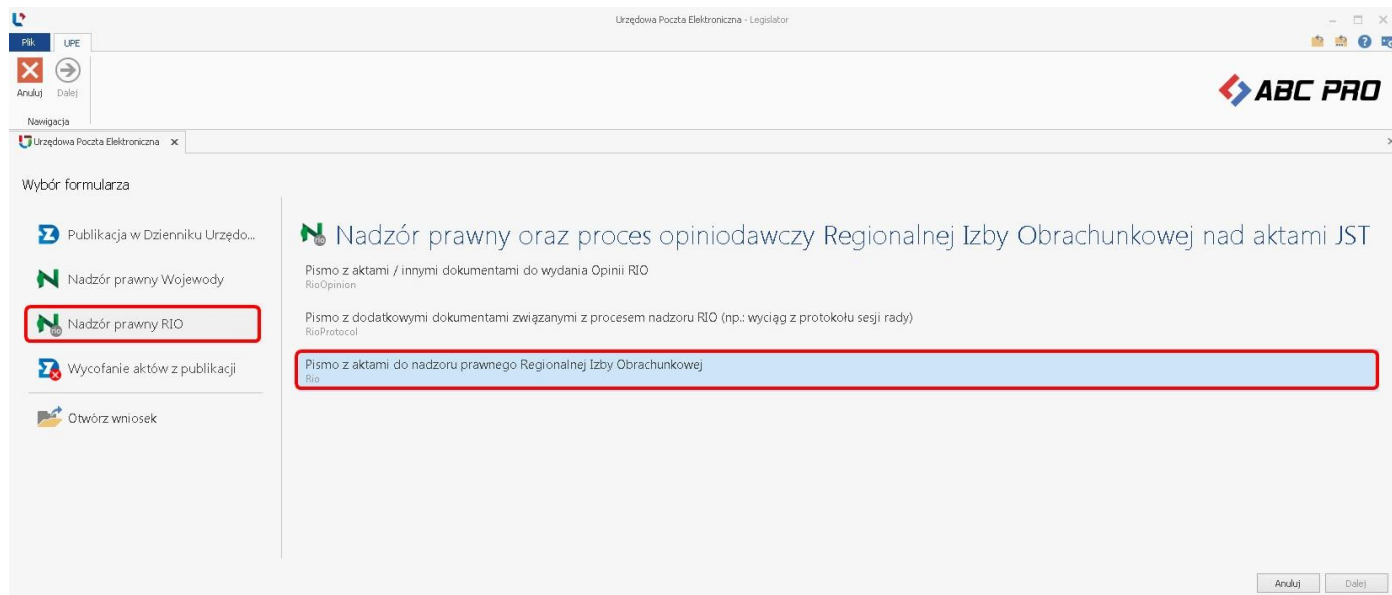 Urzędowa Poczta Elektroniczna - Legislator
Plik UPE
Anuluj Dalej
Nawigacja
ABC PRO
Urzędowa Poczta Elektroniczna
Wybór formularza
Publikacja w Dzienniku Urzędo...
Nadzór prawny Wojewody
Nadzór prawny RIO
Wycofanie aktów z publikacji
Otwórz wniosek
Nadzór prawny oraz proces opiniodawczy Regionalnej Izby Obrachunkowej nad aktami JST
Pismo z aktami / innymi dokumentami do wydania Opinii RIO
RioOpinion
Pismo z dodatkowymi dokumentami związanymi z procesem nadzoru RIO (np.: wyciąg z protokołu sesji rady)
RioProtocol
Pismo z aktami do nadzoru prawnego Regionalnej Izby Obrachunkowej
Rio
Anuluj Dalej